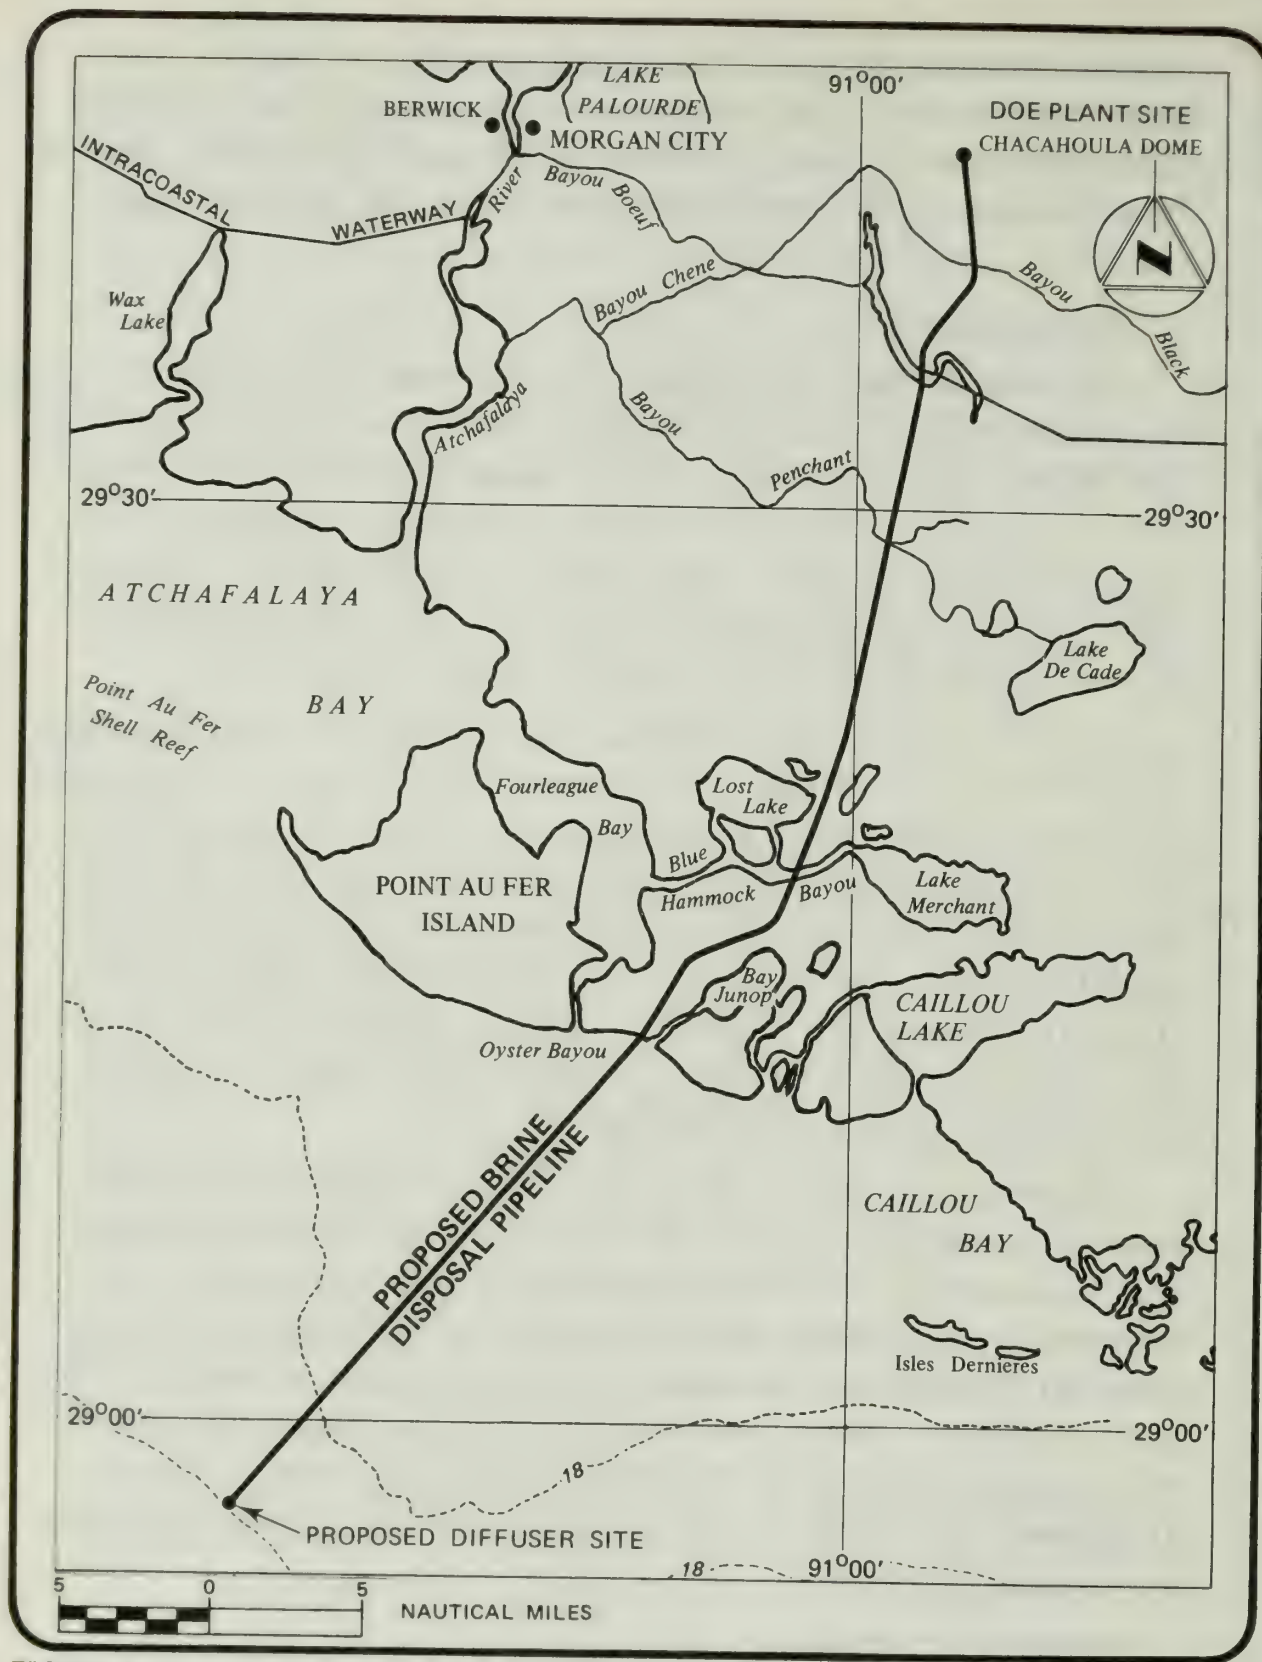 LAKE
PALOURDE
BERWICK
MORGAN CITY
91°00'
DOE PLANT SITE
CHACAHOULA DOME
N
INTRACOASTAL
WATERWAY
River
Bayou Boeuf
Bayou Chene
Bayou Black
Wax
Lake
Atchafalaya
Bayou
Penchant
29°30'
29°30'
ATCHAFALAYA
BAY
Point Au Fer
Shell Reef
Lake
De Cade
Fourleague
Bay
Lost
Lake
Blue
Hammock Bayou
POINT AU FER
ISLAND
Lake
Merchant
Bay
Junop
CAILLOU
LAKE
Oyster Bayou
PROPOSED BRINE
DISPOSAL PIPELINE
CAILLOU
BAY
Isles Dernieres
29°00'
29°00'
18
PROPOSED DIFFUSER SITE
18
91°00'
5 0 5
NAUTICAL MILES